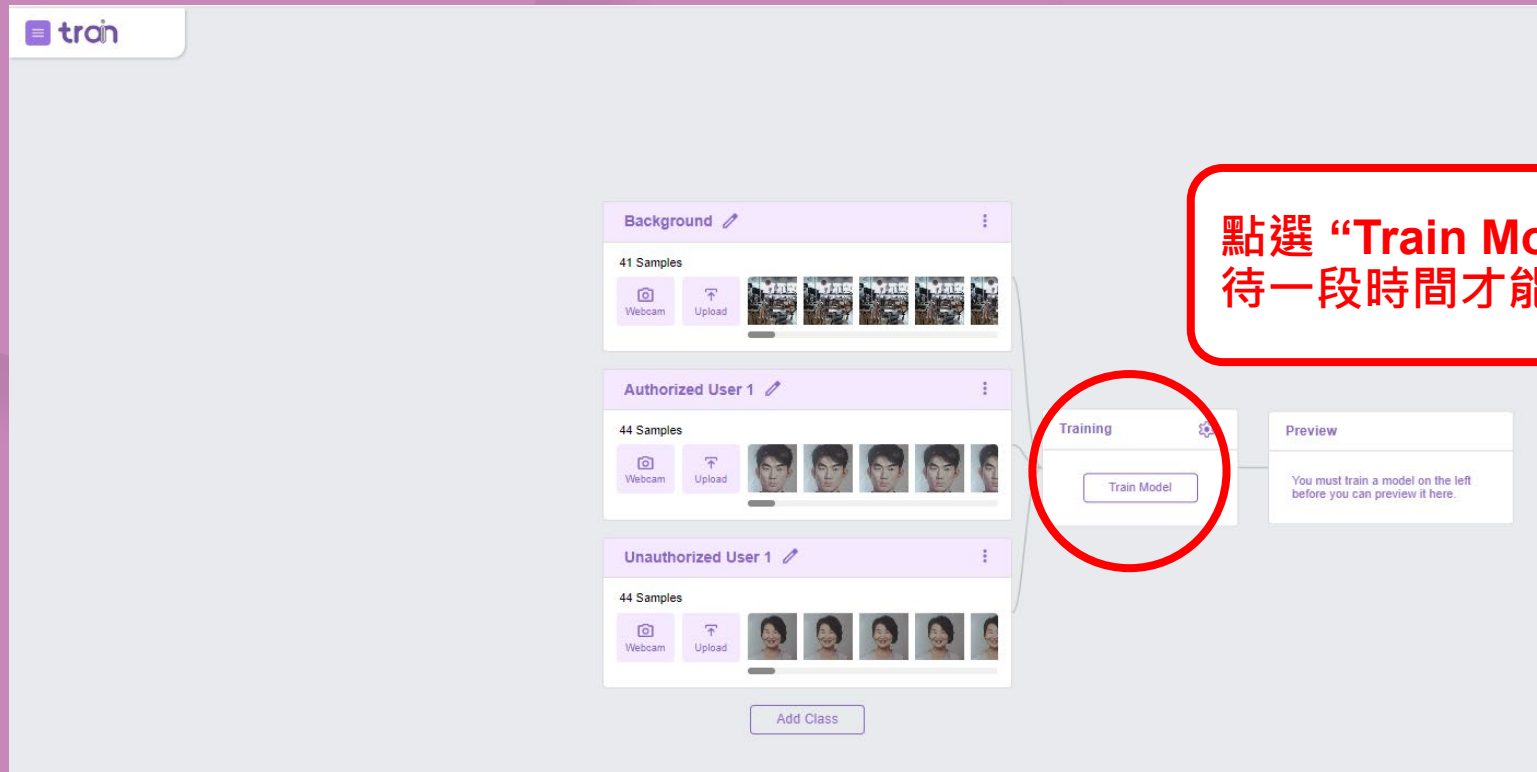 train
Background
41 Samples
Webcam
Upload
點選 “Train Mo
待一段時間才能
Authorized User 1
44 Samples
Webcam
Upload
Training
Train Model
Preview
You must train a model on the left
before you can preview it here.
Unauthorized User 1
44 Samples
Webcam
Upload
Add Class